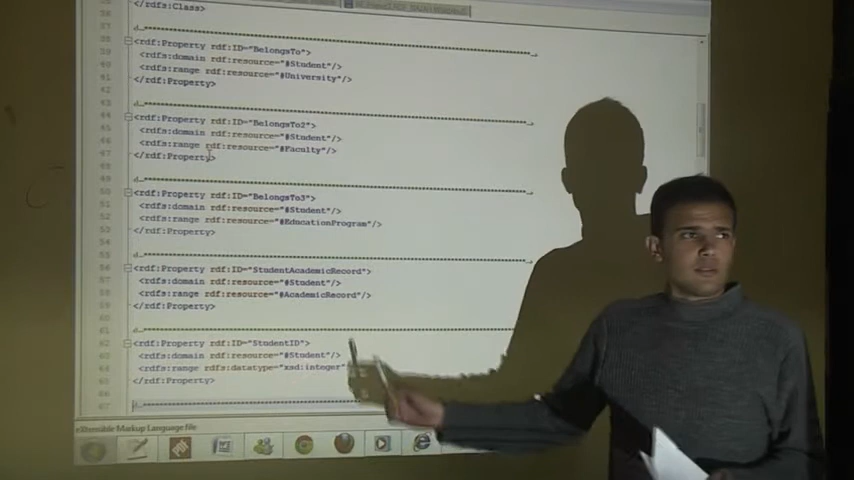 </rdfs:Class>
<rdf:Property rdf:ID="BelongsTo">
<rdfs:domain rdf:resource="#Student"/>
<rdfs:range rdf:resource="#University"/>
</rdf:Property>
<rdf:Property rdf:ID="BelongsTo2">
<rdfs:domain rdf:resource="#Student"/>
<rdfs:range rdf:resource="#Faculty"/>
</rdf:Property>
<rdf:Property rdf:ID="BelongsTo3">
<rdfs:domain rdf:resource="#Student"/>
<rdfs:range rdf:resource="#EducationProgram"/>
</rdf:Property>
<rdf:Property rdf:ID="StudentAcademicRecord">
<rdfs:domain rdf:resource="#Student"/>
<rdfs:range rdf:resource="#AcademicRecord"/>
</rdf:Property>
<rdf:Property rdf:ID="StudentID">
<rdfs:domain rdf:resource="#Student"/>
<rdfs:range rdfs:datatype="xsd:integer"
</rdf:Property>
eXtensible Markup Language file